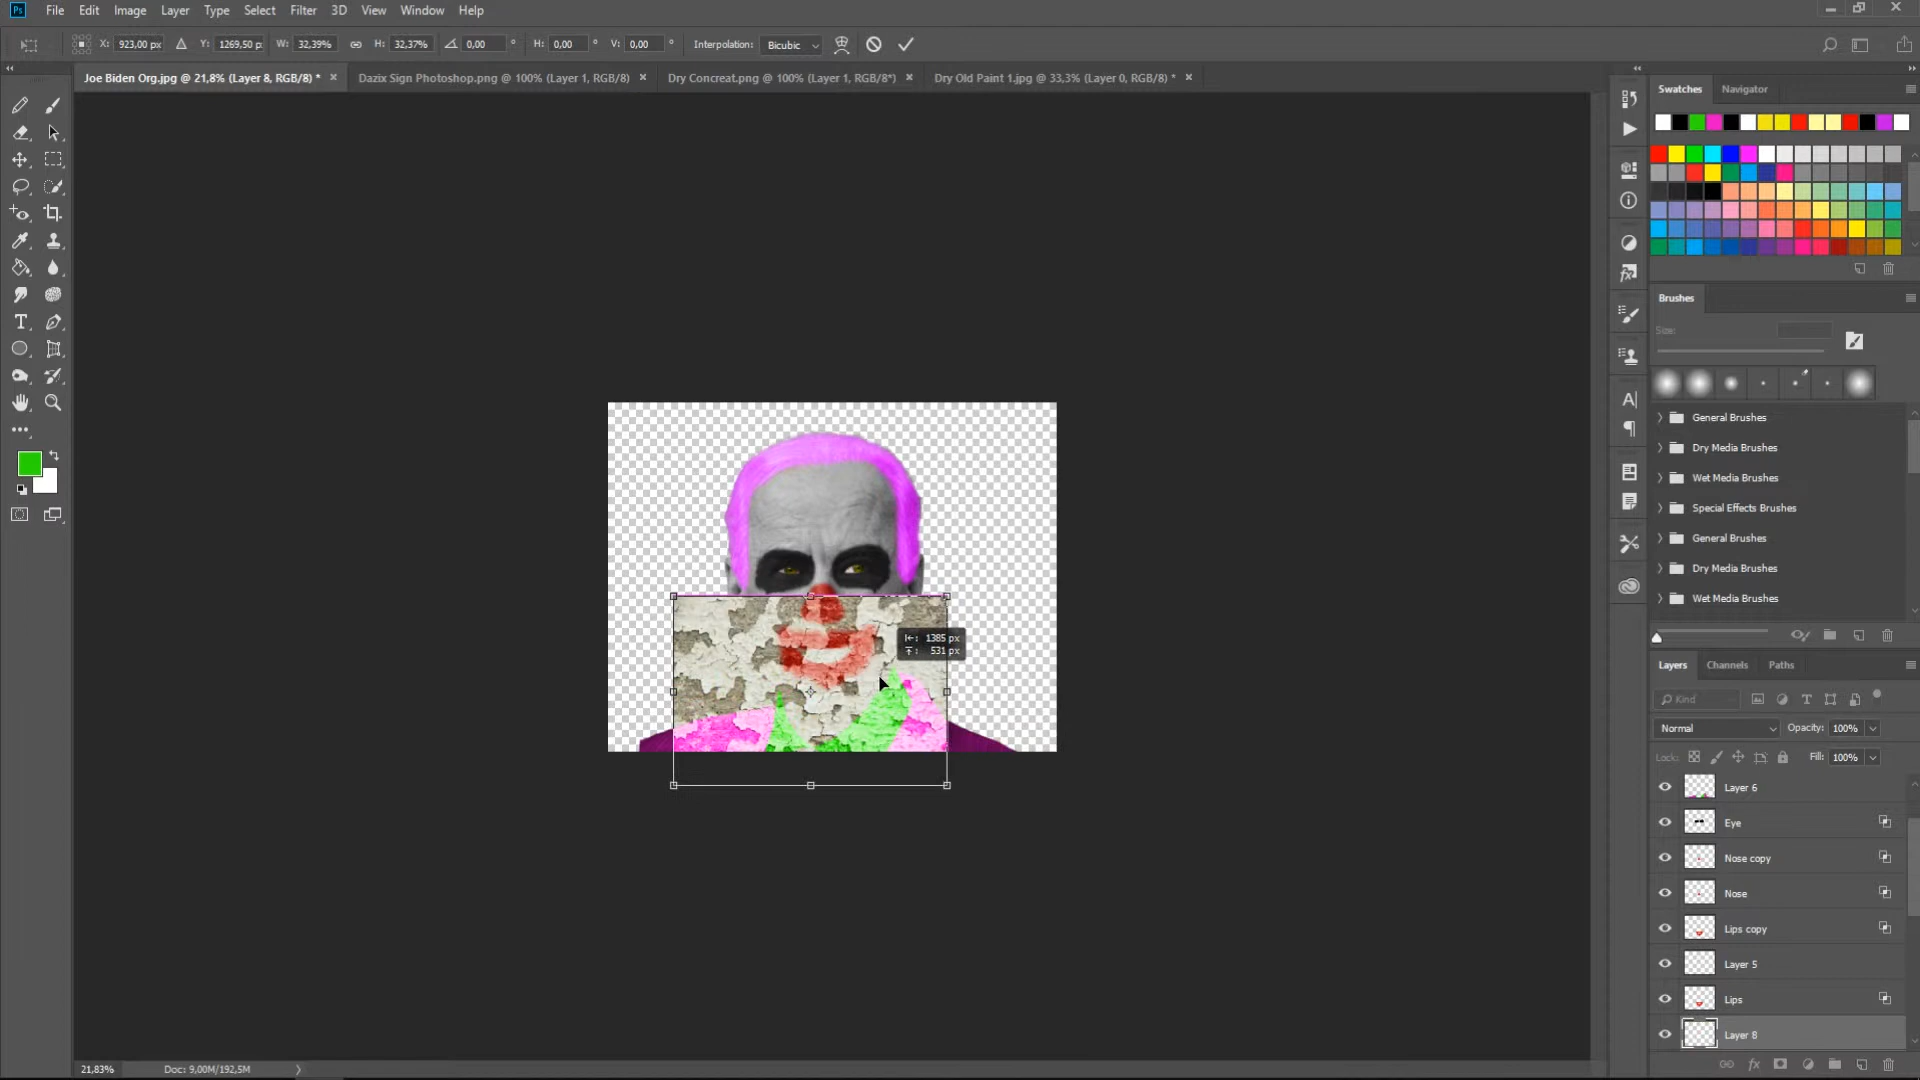 Ps File Edit Image Layer Type Select Filter 3D View Window Help
X: 923,00 px Y: 1269,50 p W: 32,39% H: 32,37% 0,00 ° H: 0,00 ° V: 0,00 ° Interpolation: Bicubic
Joe Biden Org.jpg @ 21,8% (Layer 8, RGB/8) * × Dazix Sign Photoshop.png @ 100% (Layer 1, RGB/8) × Dry Concreat.png @ 100% (Layer 1, RGB/8*) × Dry Old Paint 1.jpg @ 33,3% (Layer 0, RGB/8) * ×
Swatches Navigator
Brushes
Size:
General Brushes
Dry Media Brushes
Wet Media Brushes
Special Effects Brushes
General Brushes
Dry Media Brushes
Wet Media Brushes
1385 px
531 px
Layers Channels Paths
Kind
Normal Opacity: 100%
Lock: Fill: 100%
Layer 6
Eye
Nose copy
Nose
Lips copy
Layer 5
Lips
Layer 8
21,83% Doc: 9,00M/192,5M